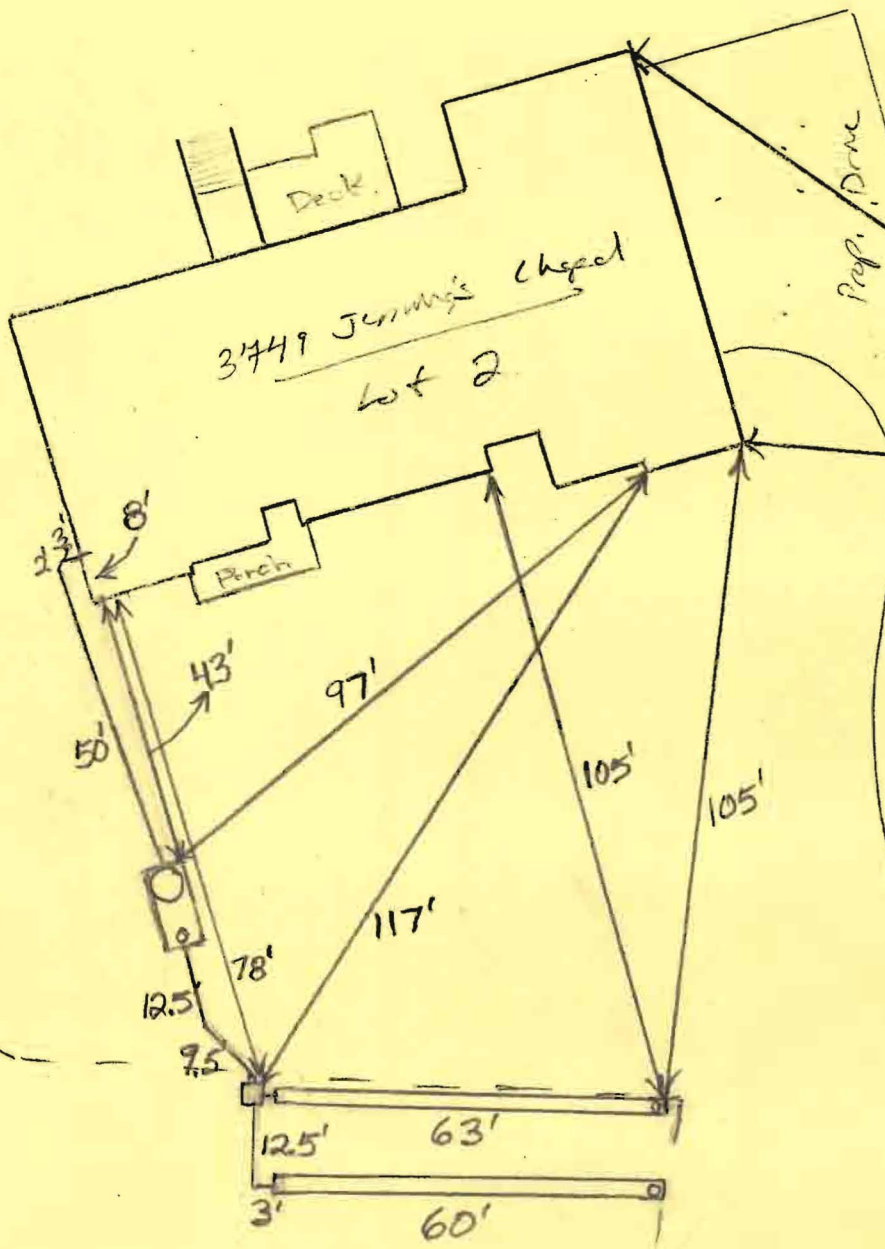 Deck
Prop. Drive
3749 Jennings Chapel
Lot 2
8'
Porch
43'
97'
50'
105'
105'
117'
78'
12.5'
9.5'
63'
12.5'
3'
60'